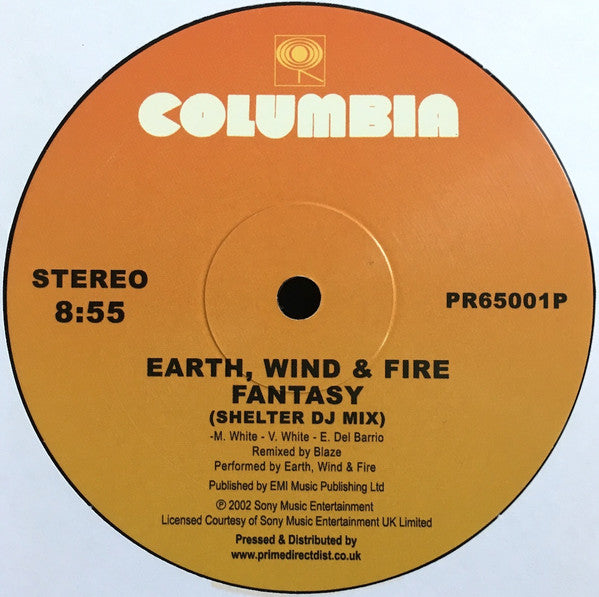 COLUMBIA
STEREO
8:55
PR65001P
EARTH, WIND & FIRE
FANTASY
(SHELTER DJ MIX)
-M. White - V. White - E. Del Barrio
Remixed by Blaze
Performed by Earth, Wind & Fire
Published by EMI Music Publishing Ltd
℗ 2002 Sony Music Entertainment
Licensed Courtesy of Sony Music Entertainment UK Limited
Pressed & Distributed by
www.primedirectdist.co.uk